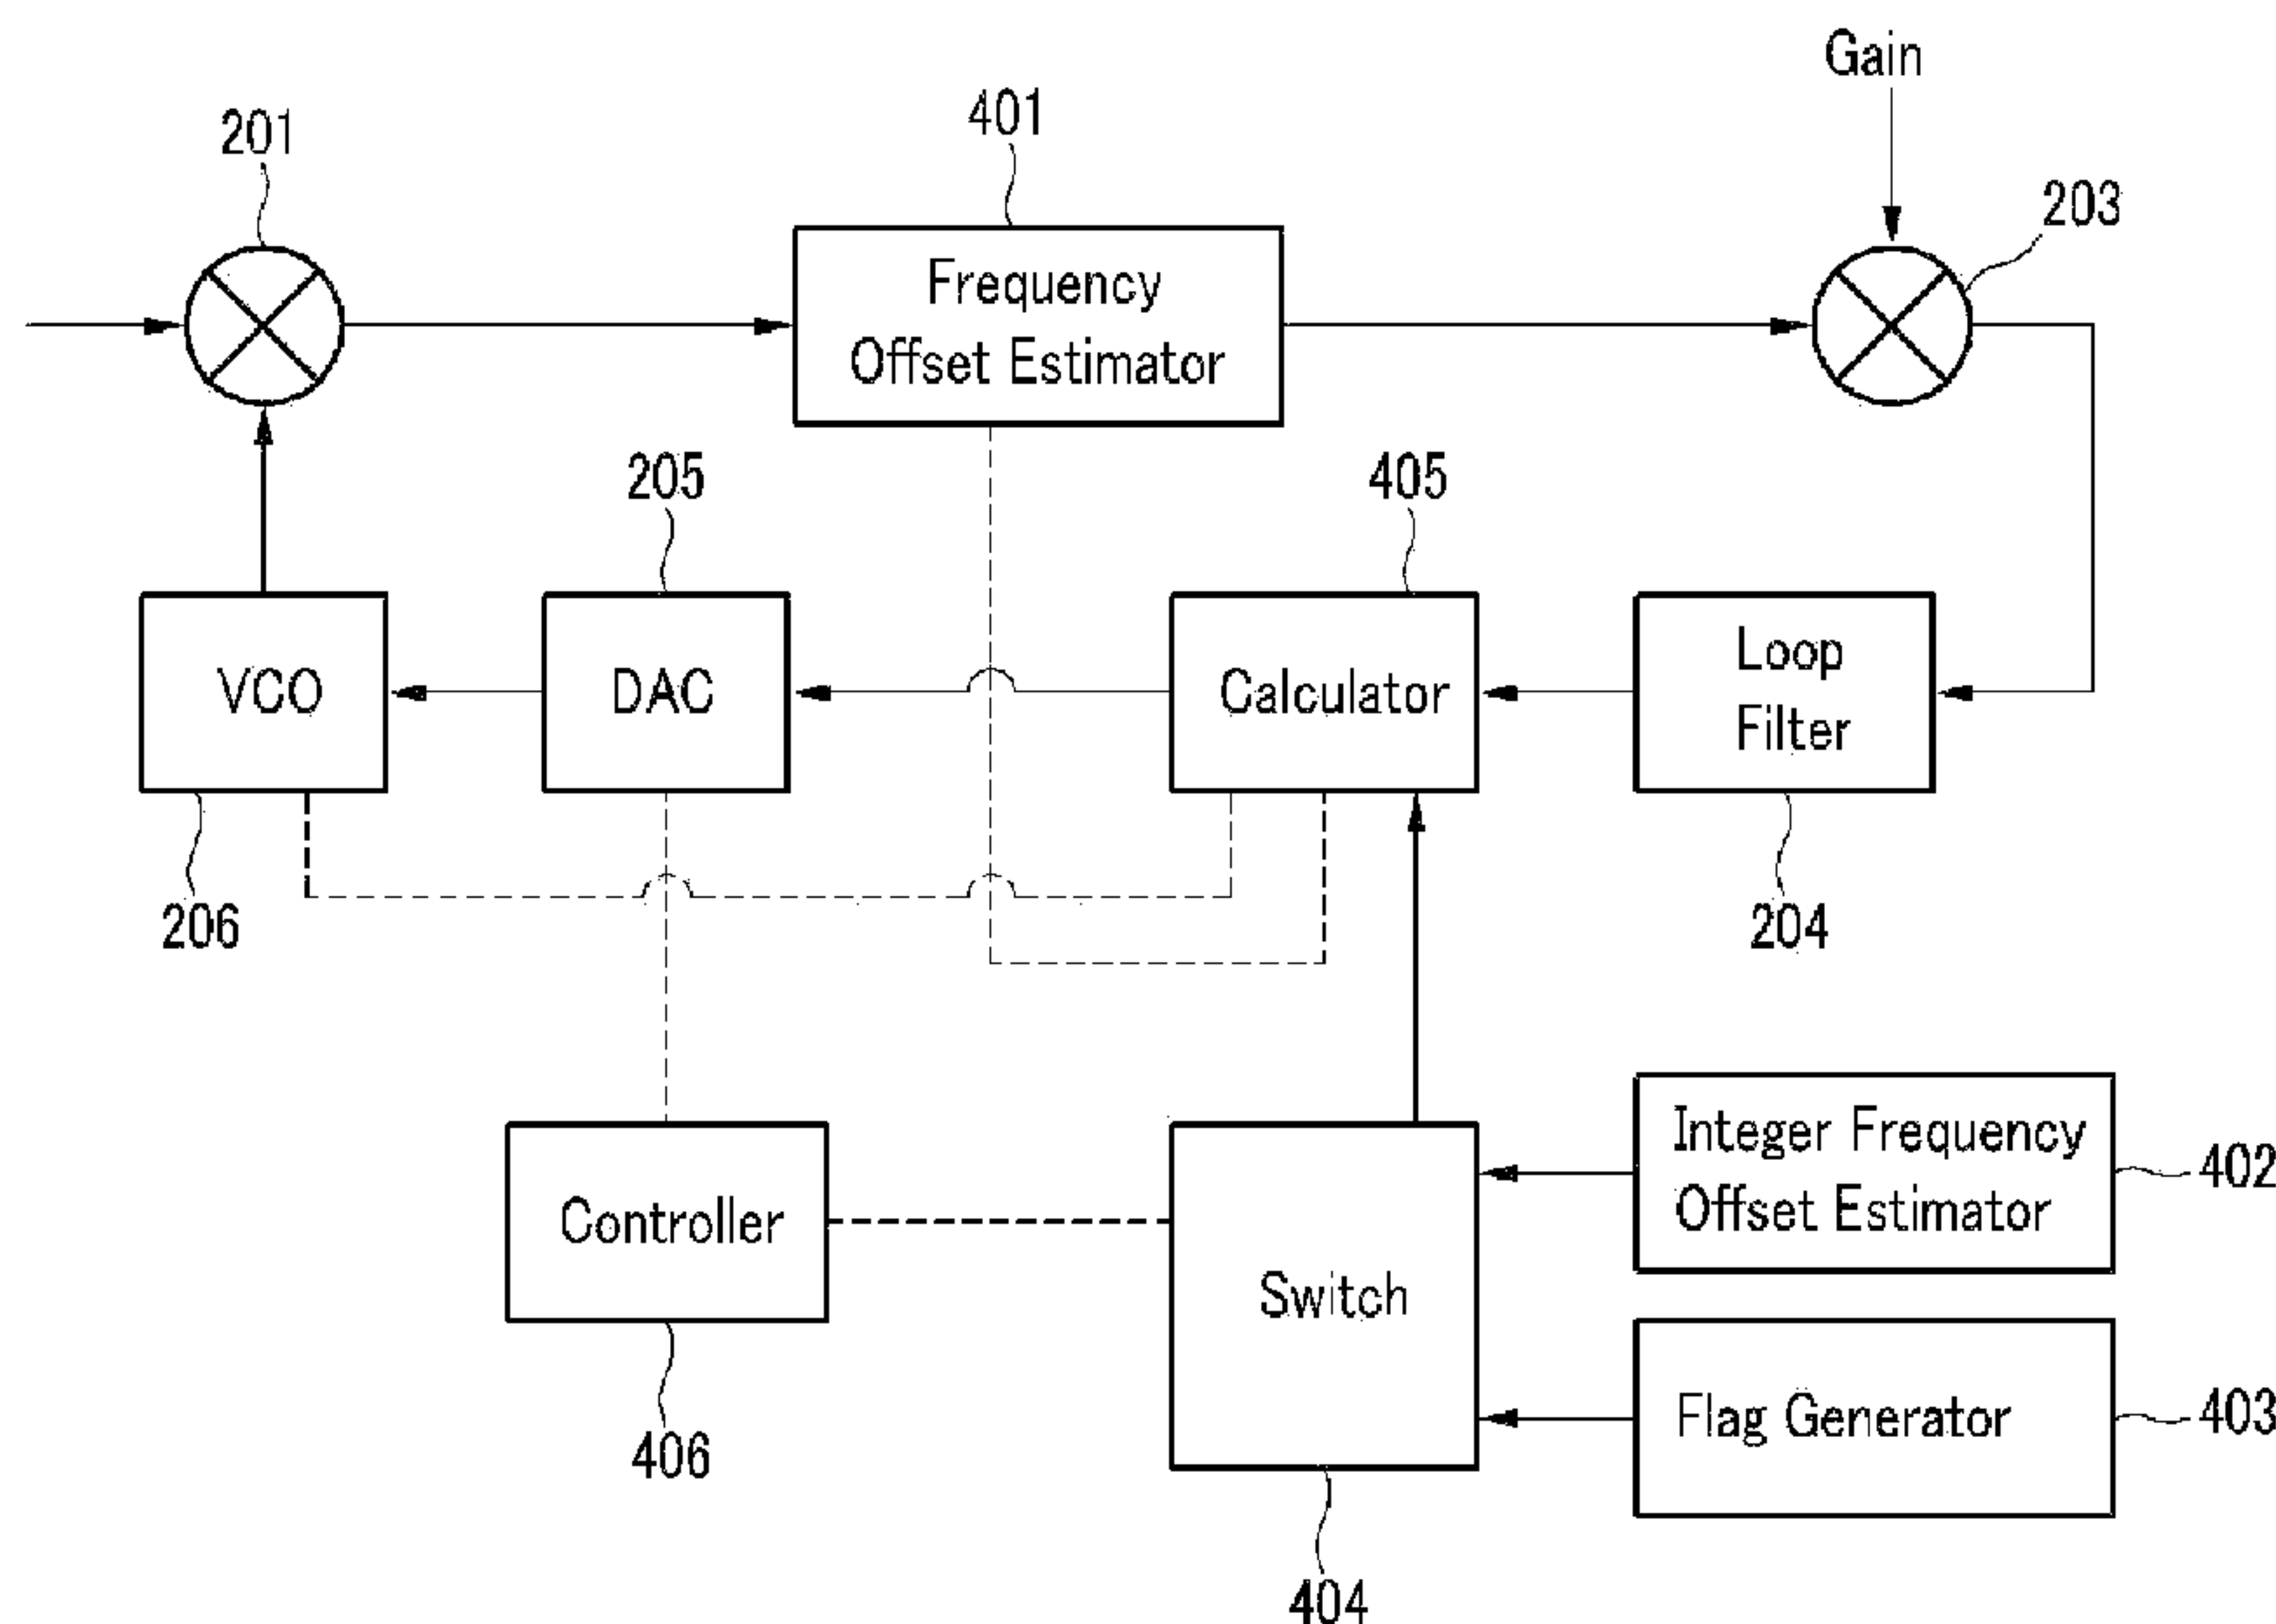 Gain
201
401
203
Frequency
Offset Estimator
205
405
VCO
DAC
Calculator
Loop
Filter
206
204
Controller
Switch
Integer Frequency
Offset Estimator
402
Flag Generator
403
406
404